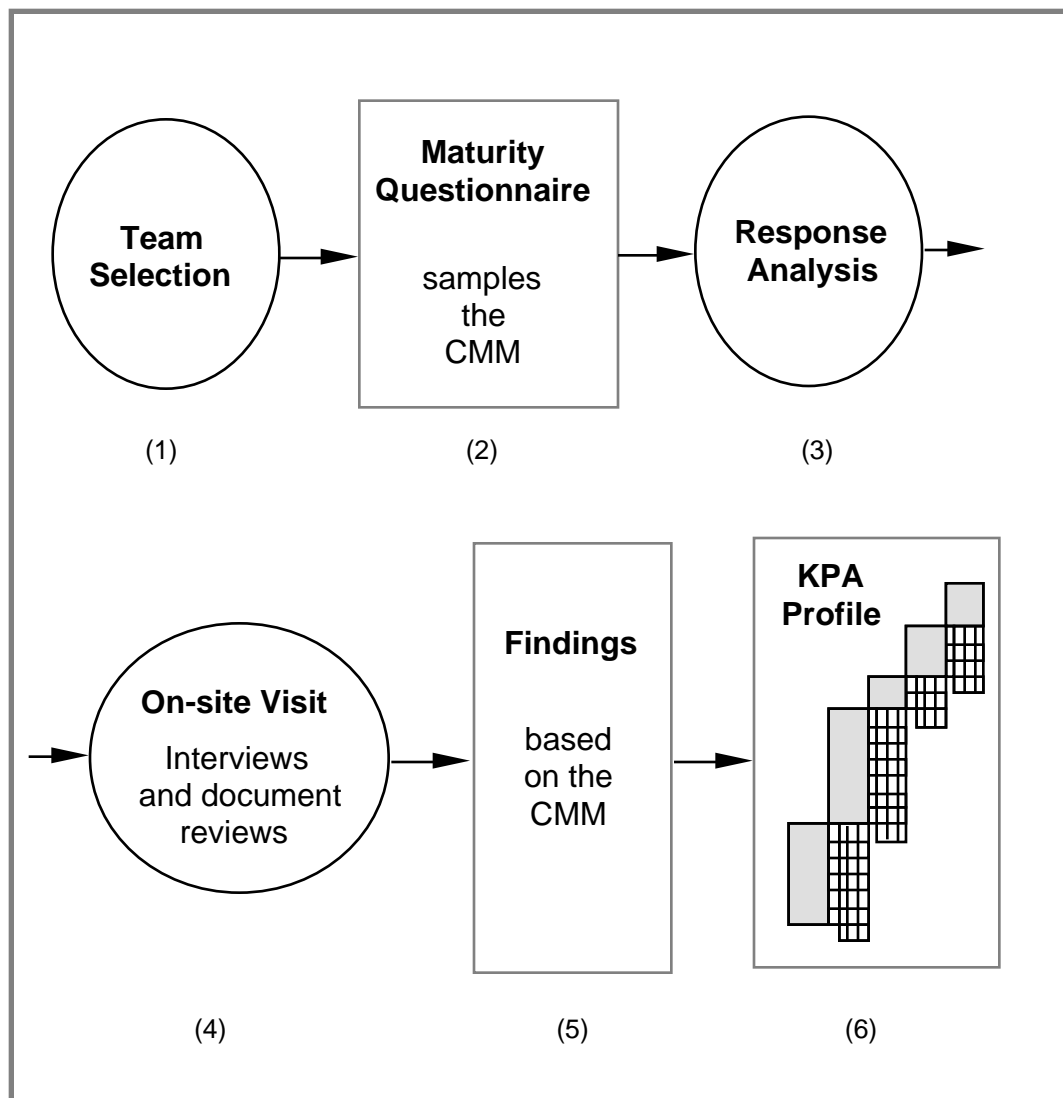 Team
Selection
Maturity
Questionnaire
samples
the
CMM
Response
Analysis
(1)
(2)
(3)
On-site Visit
Interviews
and document
reviews
Findings
based
on the
CMM
KPA
Profile
(4)
(5)
(6)